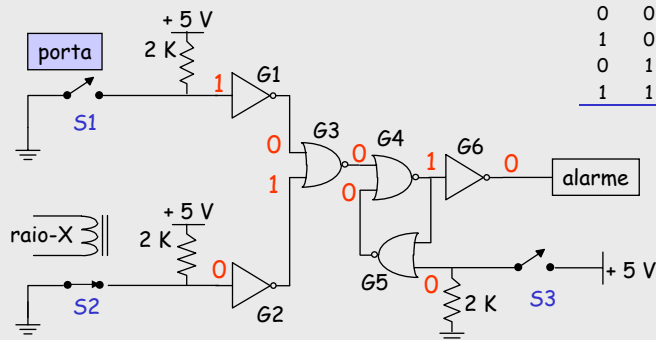 + 5 V
0 0
porta
2 K
1 0
G1
0 1
1
1 1
S1
G3
G4
0
0
1
G6
0
1
0
alarme
+ 5 V
raio-X
2 K
0
G5
0
+ 5 V
S2
G2
2 K
S3